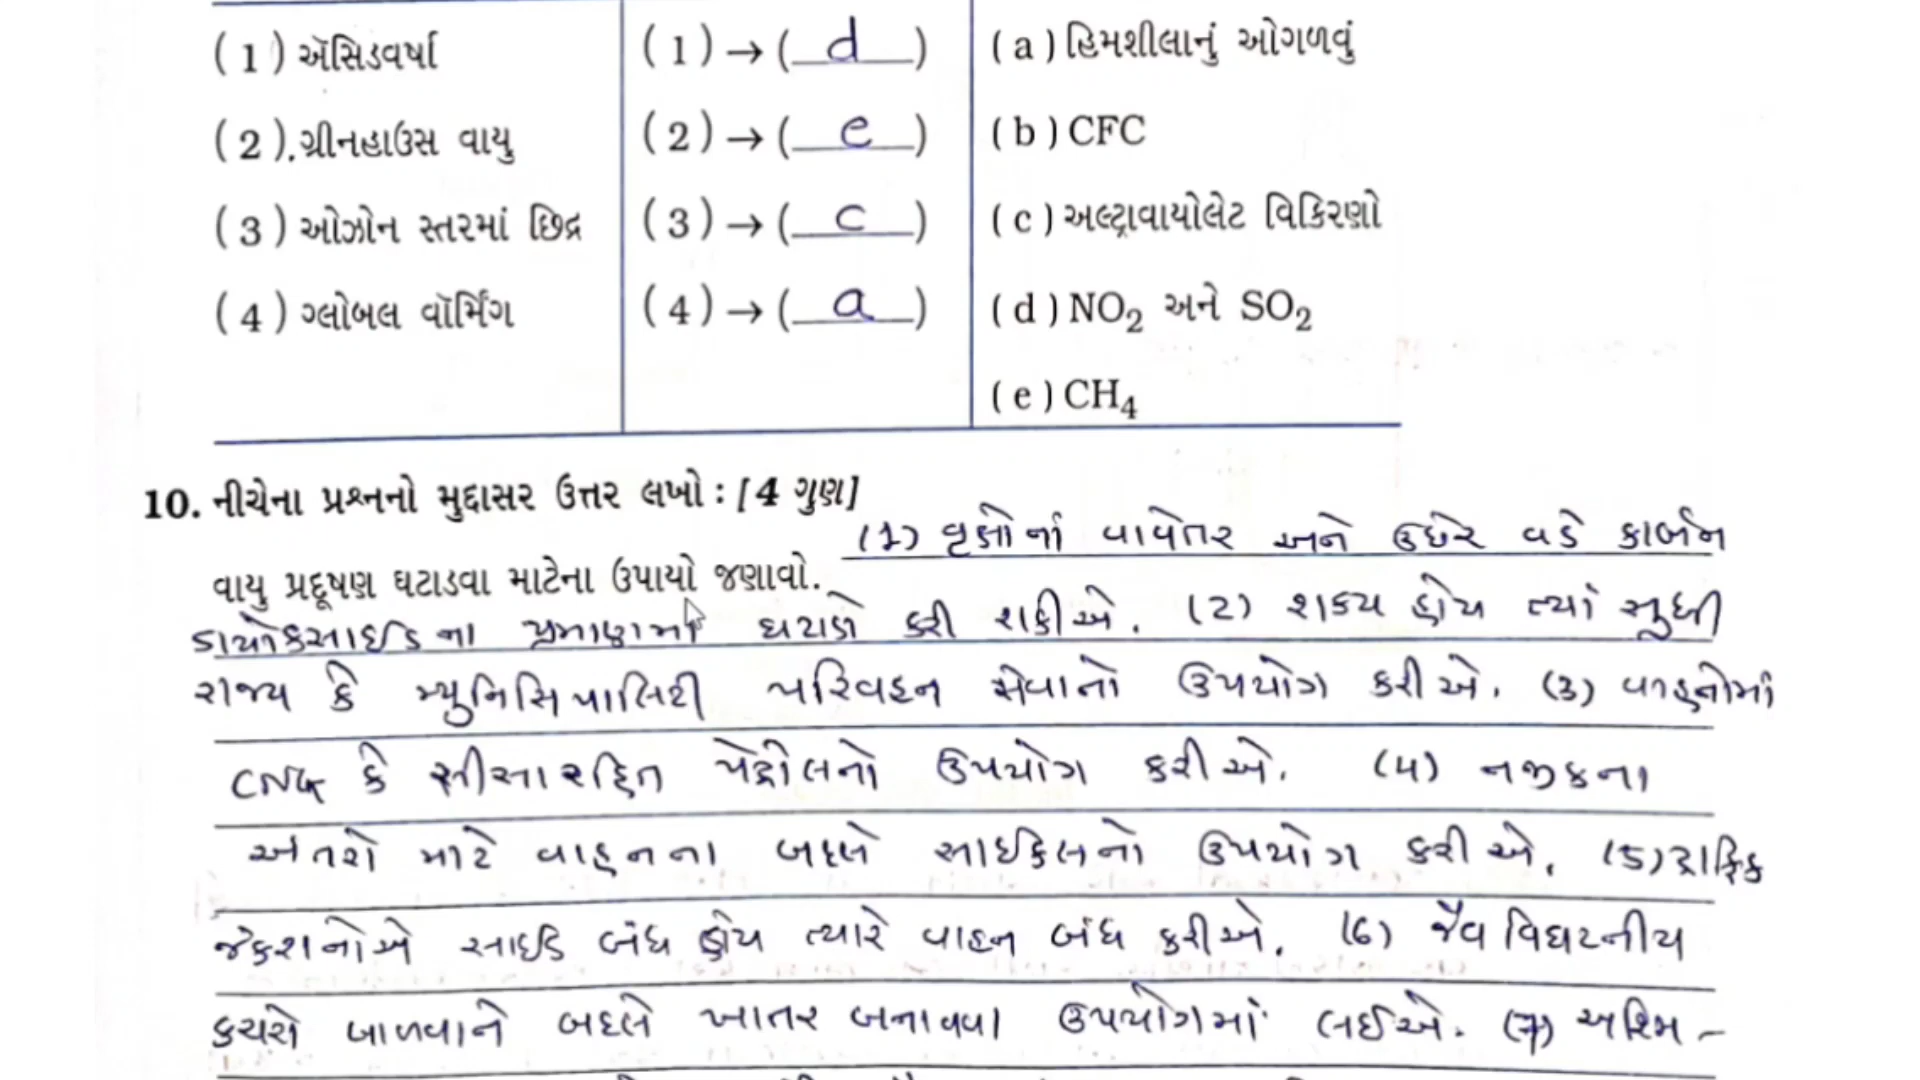 (1) ઍસિડવર્ષા (1) → (d) (a) હિમશીલાનું ઓગળવું
(2) ગ્રીનહાઉસ વાયુ (2) → (e) (b) CFC
(3) ઓઝોન સ્તરમાં છિદ્ર (3) → (c) (c) અલ્ટ્રાવાયોલેટ વિકિરણો
(4) ગ્લોબલ વૉર્મિંગ (4) → (a) (d) NO₂ અને SO₂
(e) CH₄
10. નીચેના પ્રશ્નનો મુદ્દાસર ઉત્તર લખો : [4 ગુણ]
વાયુ પ્રદૂષણ ઘટાડવા માટેના ઉપાયો જણાવો.
(1) વૃક્ષોનાં વાવેતર અને ઉછેર વડે કાર્બન
ડાયૉક્સાઈડ ના પ્રમાણમાં ઘટાડો કરી શકીએ. (2) શક્ય હોય ત્યાં સુધી
રાજ્ય કે મ્યુનિસિપાલિટી પરિવહન સેવાનો ઉપયોગ કરીએ. (3) વાહનોમાં
CNG કે સીસારહિત પેટ્રોલનો ઉપયોગ કરીએ. (4) નજીકના
અંતરો માટે વાહનના બદલે સાઈકલનો ઉપયોગ કરીએ. (5) ટ્રાફિક
જંકશનોએ સાઈડ બંધ હોય ત્યારે વાહન બંધ કરીએ. (6) જૈવ વિઘટનીય
કચરો બાળવાને બદલે ખાતર બનાવવા ઉપયોગમાં લઈએ. (7) અશ્મિ-